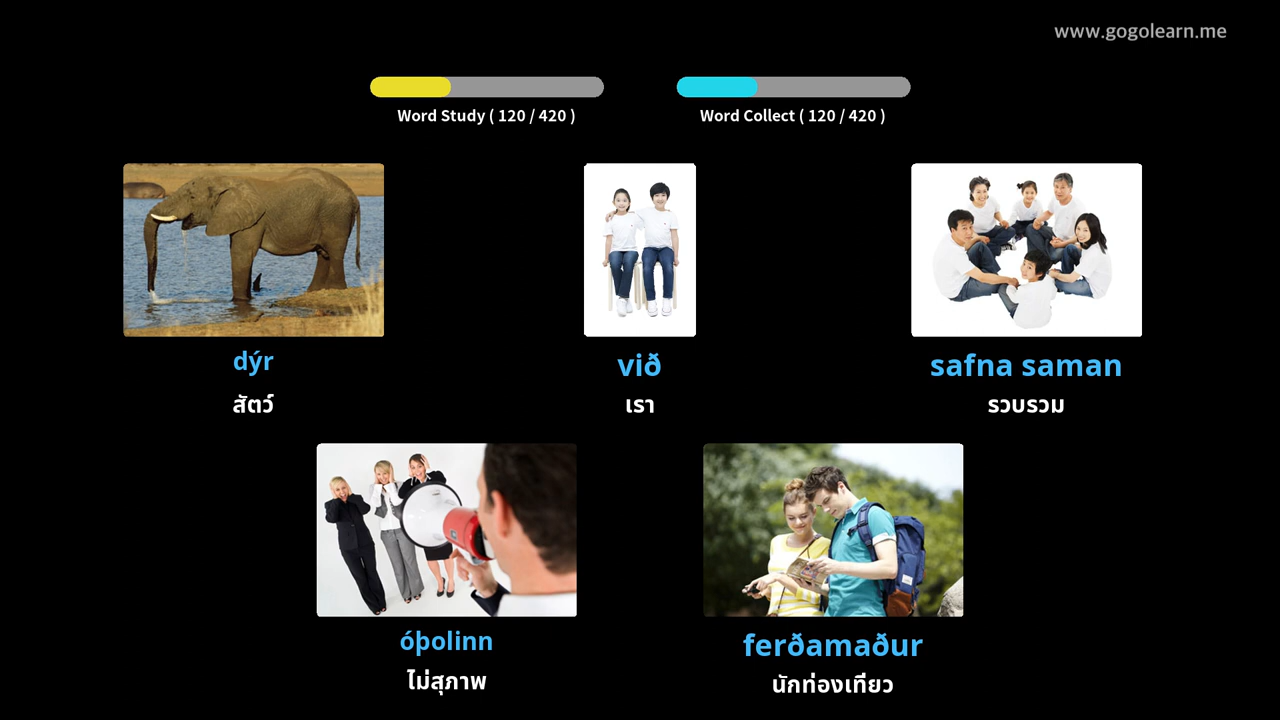 www.gogolearn.me
Word Study ( 120 / 420 )
Word Collect ( 120 / 420 )
dýr
við
safna saman
สัตว์
เรา
รวบรวม
óþolinn
ferðamaður
ไม่สุภาพ
นักท่องเที่ยว